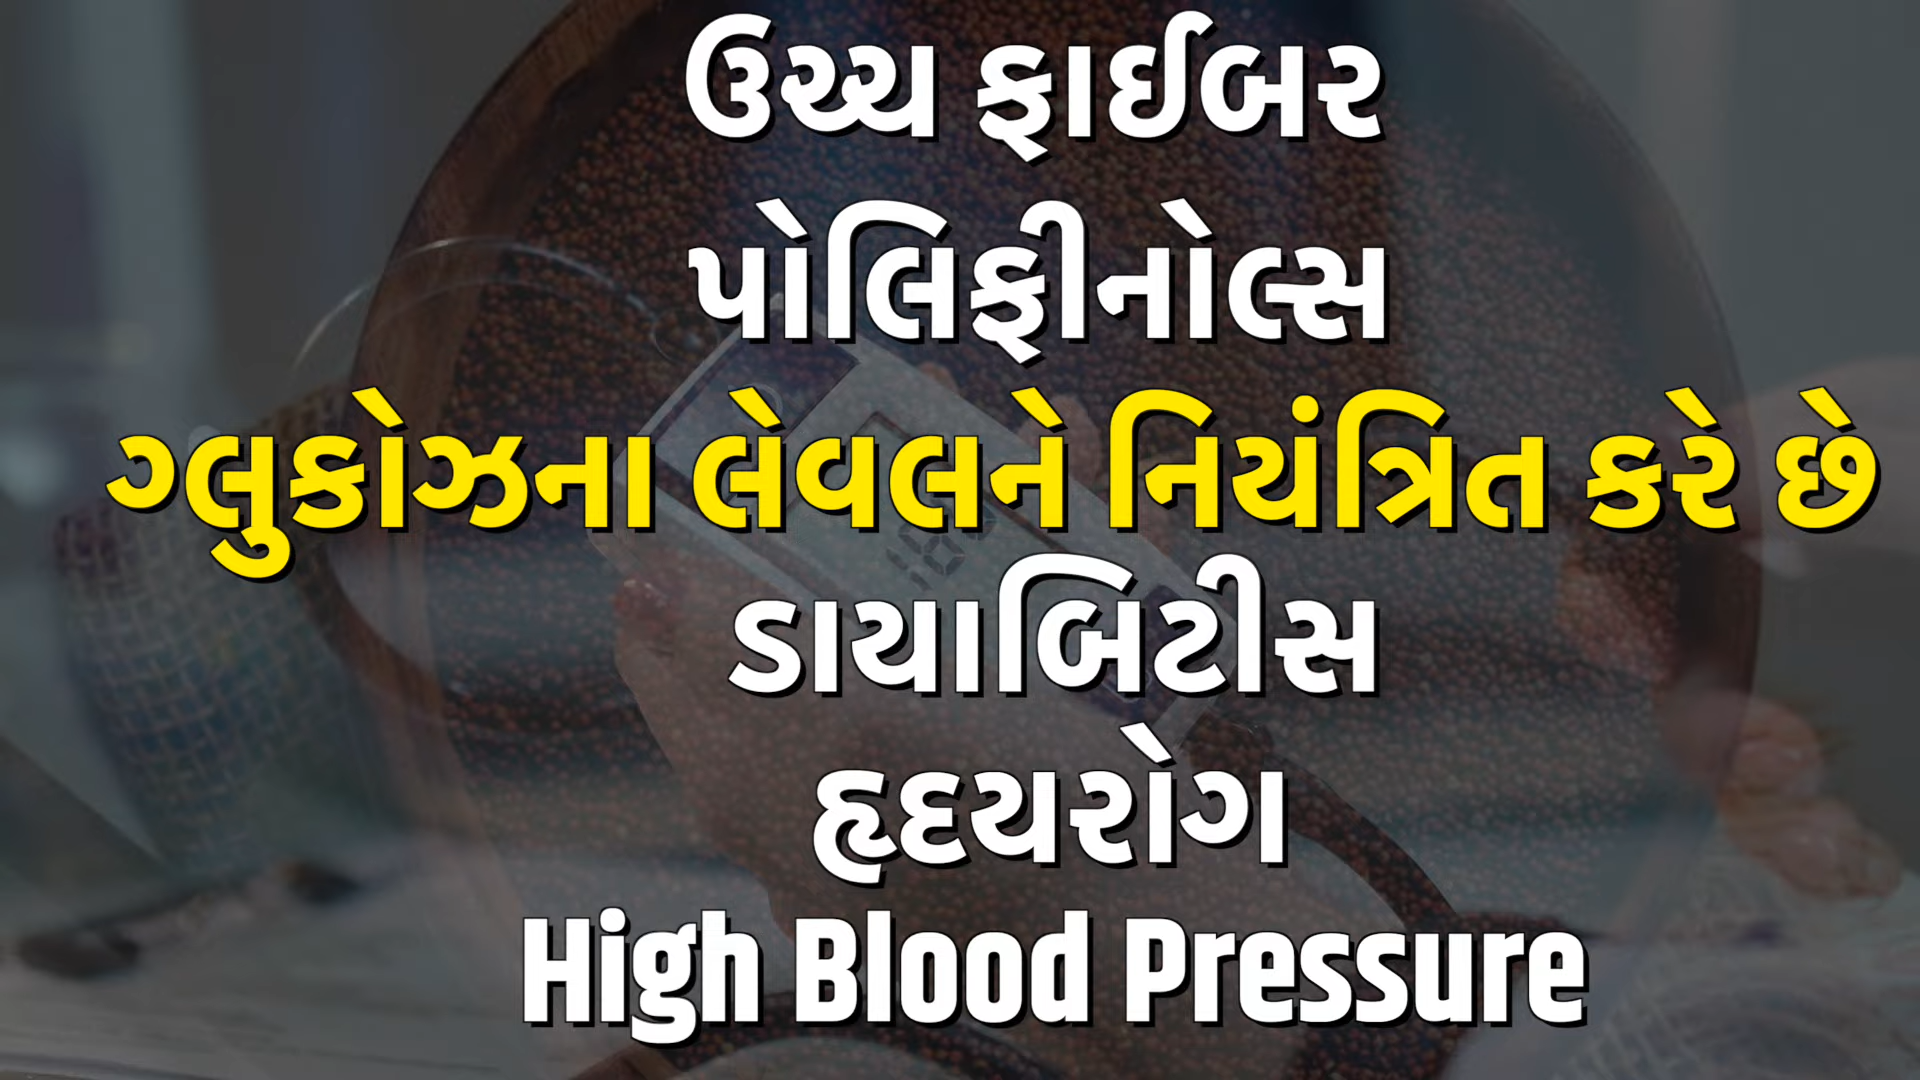 ઉચ્ચ ફાઈબર
પોલિફીનોલ્સ
ગ્લુકોઝના લેવલને નિયંત્રિત કરે છે
ડાયાબિટીસ
હૃદયરોગ
High Blood Pressure